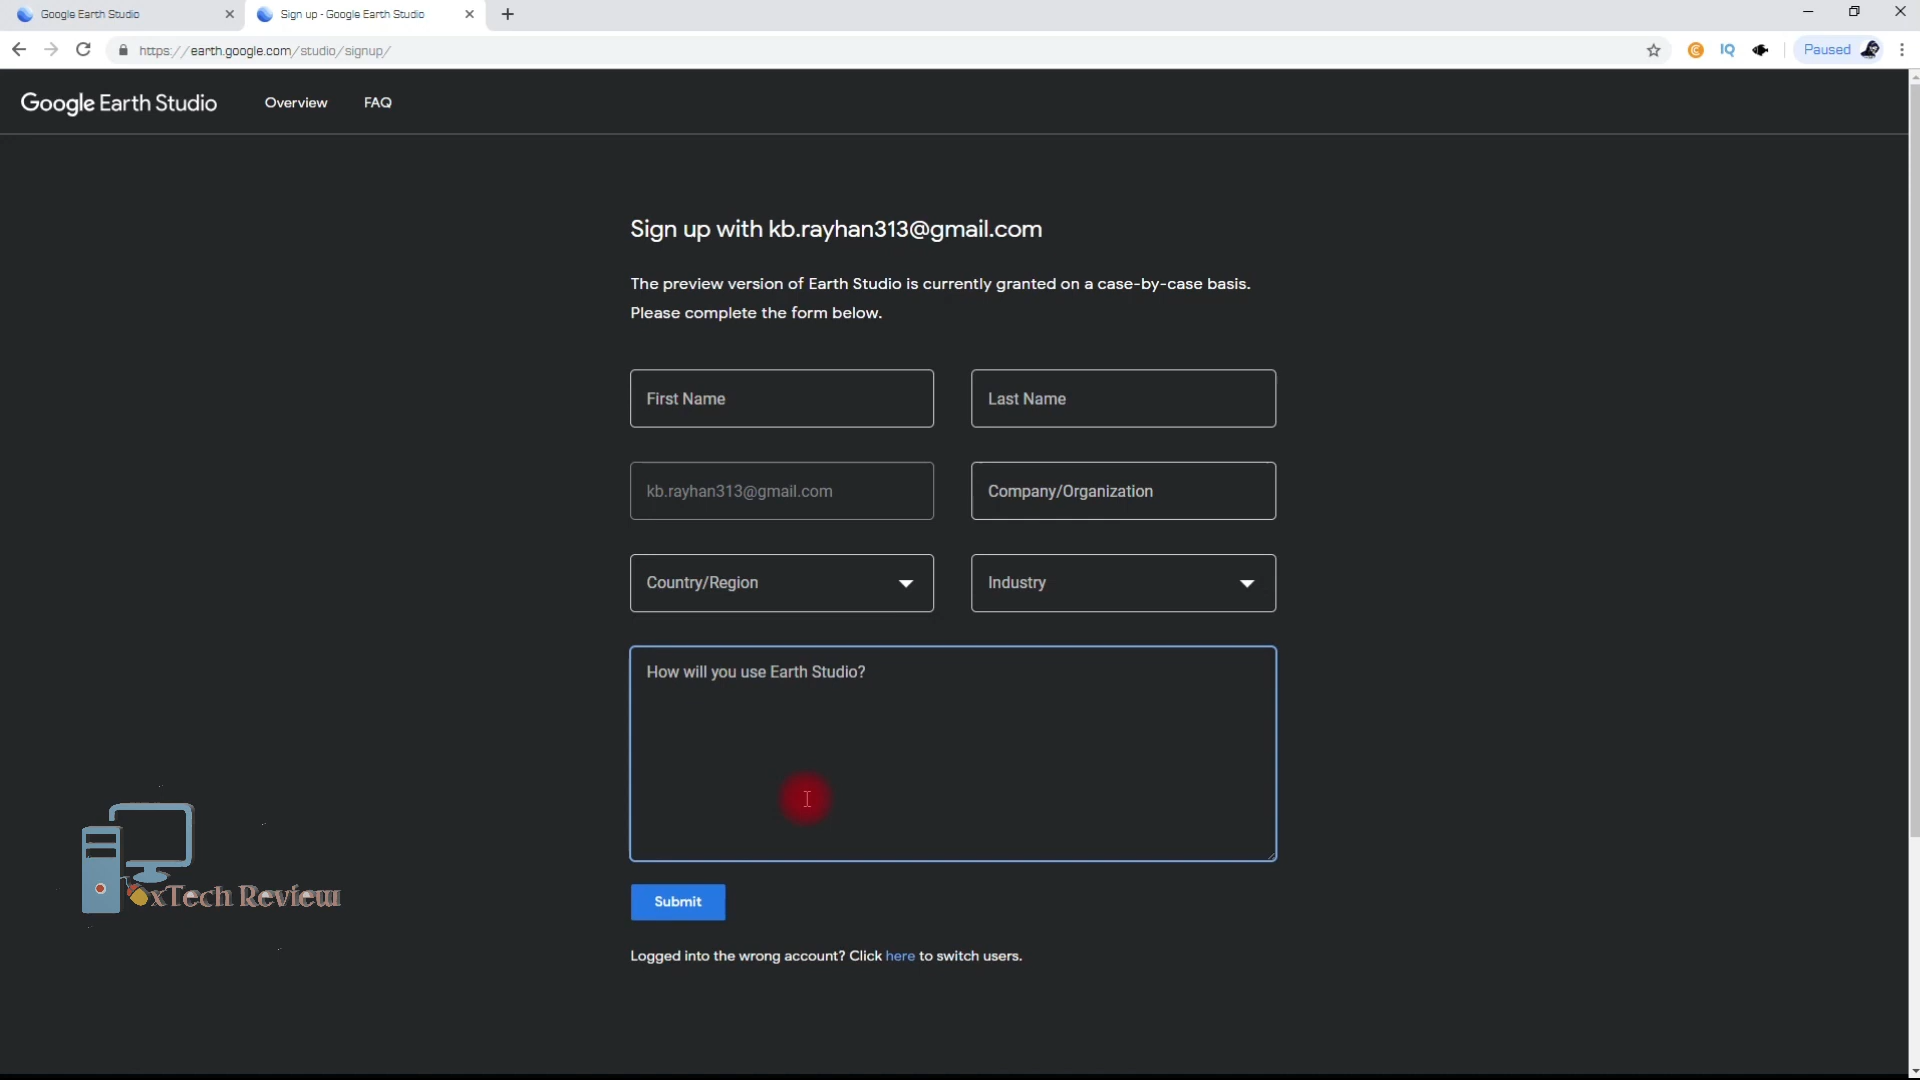 Google Earth Studio
Sign up - Google Earth Studio
https://earth.google.com/studio/signup/
IQ
Paused
Google Earth Studio
Overview
FAQ
Sign up with kb.rayhan313@gmail.com
The preview version of Earth Studio is currently granted on a case-by-case basis.
Please complete the form below.
First Name
Last Name
kb.rayhan313@gmail.com
Company/Organization
Country/Region
Industry
How will you use Earth Studio?
Submit
Logged into the wrong account? Click here to switch users.
xTech Review